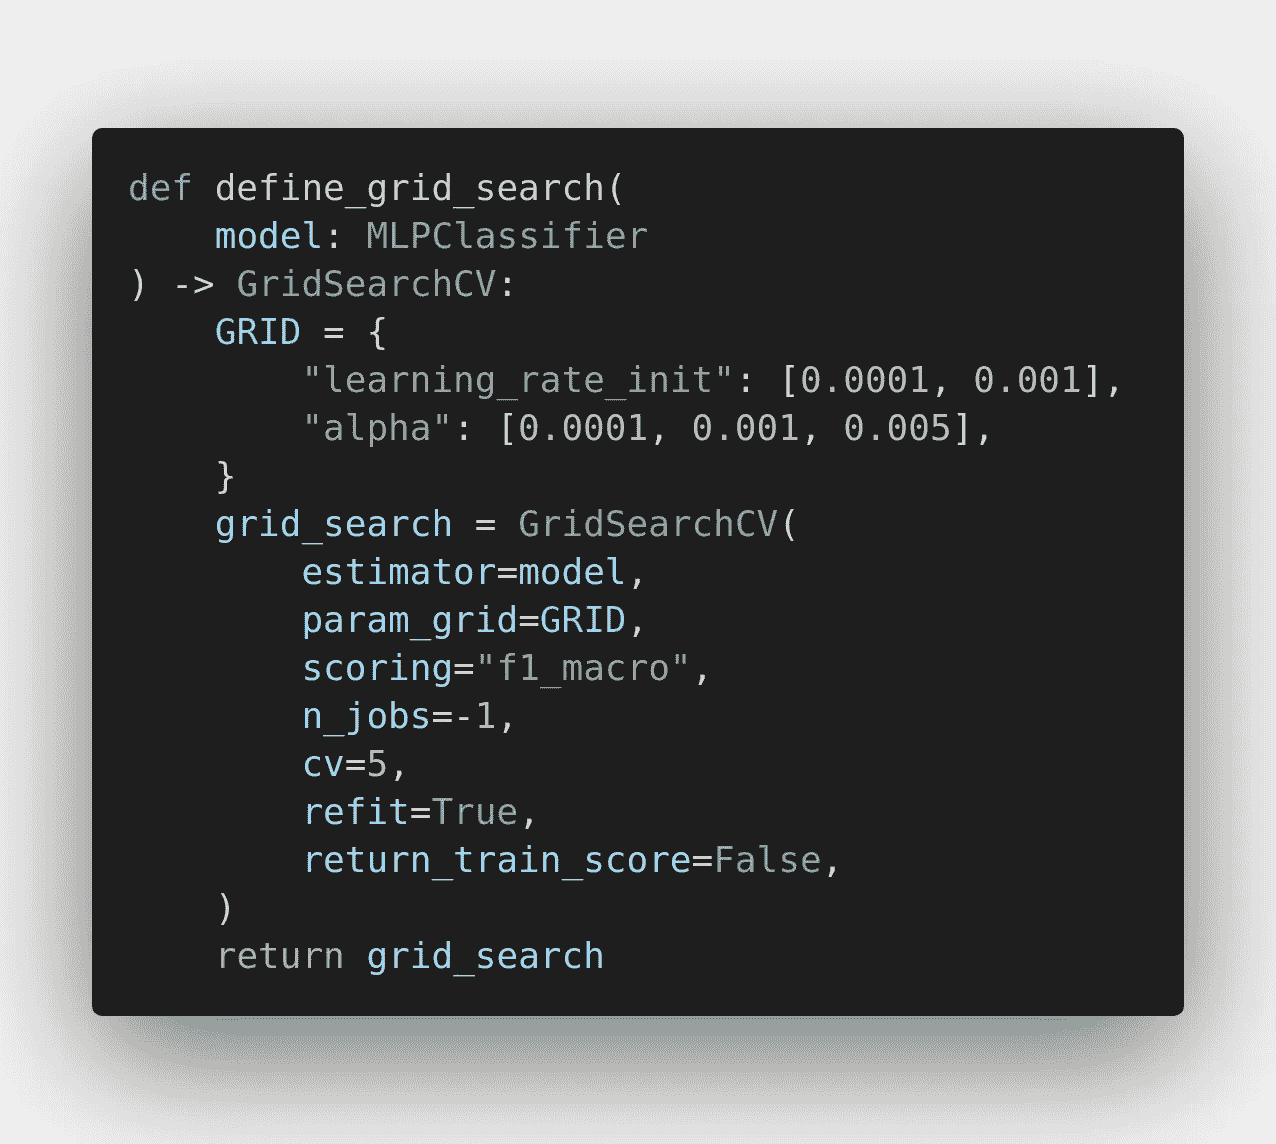 def define_grid_search(
    model: MLPClassifier
) -> GridSearchCV:
    GRID = {
        "learning_rate_init": [0.0001, 0.001],
        "alpha": [0.0001, 0.001, 0.005],
    }
    grid_search = GridSearchCV(
        estimator=model,
        param_grid=GRID,
        scoring="f1_macro",
        n_jobs=-1,
        cv=5,
        refit=True,
        return_train_score=False,
    )
    return grid_search